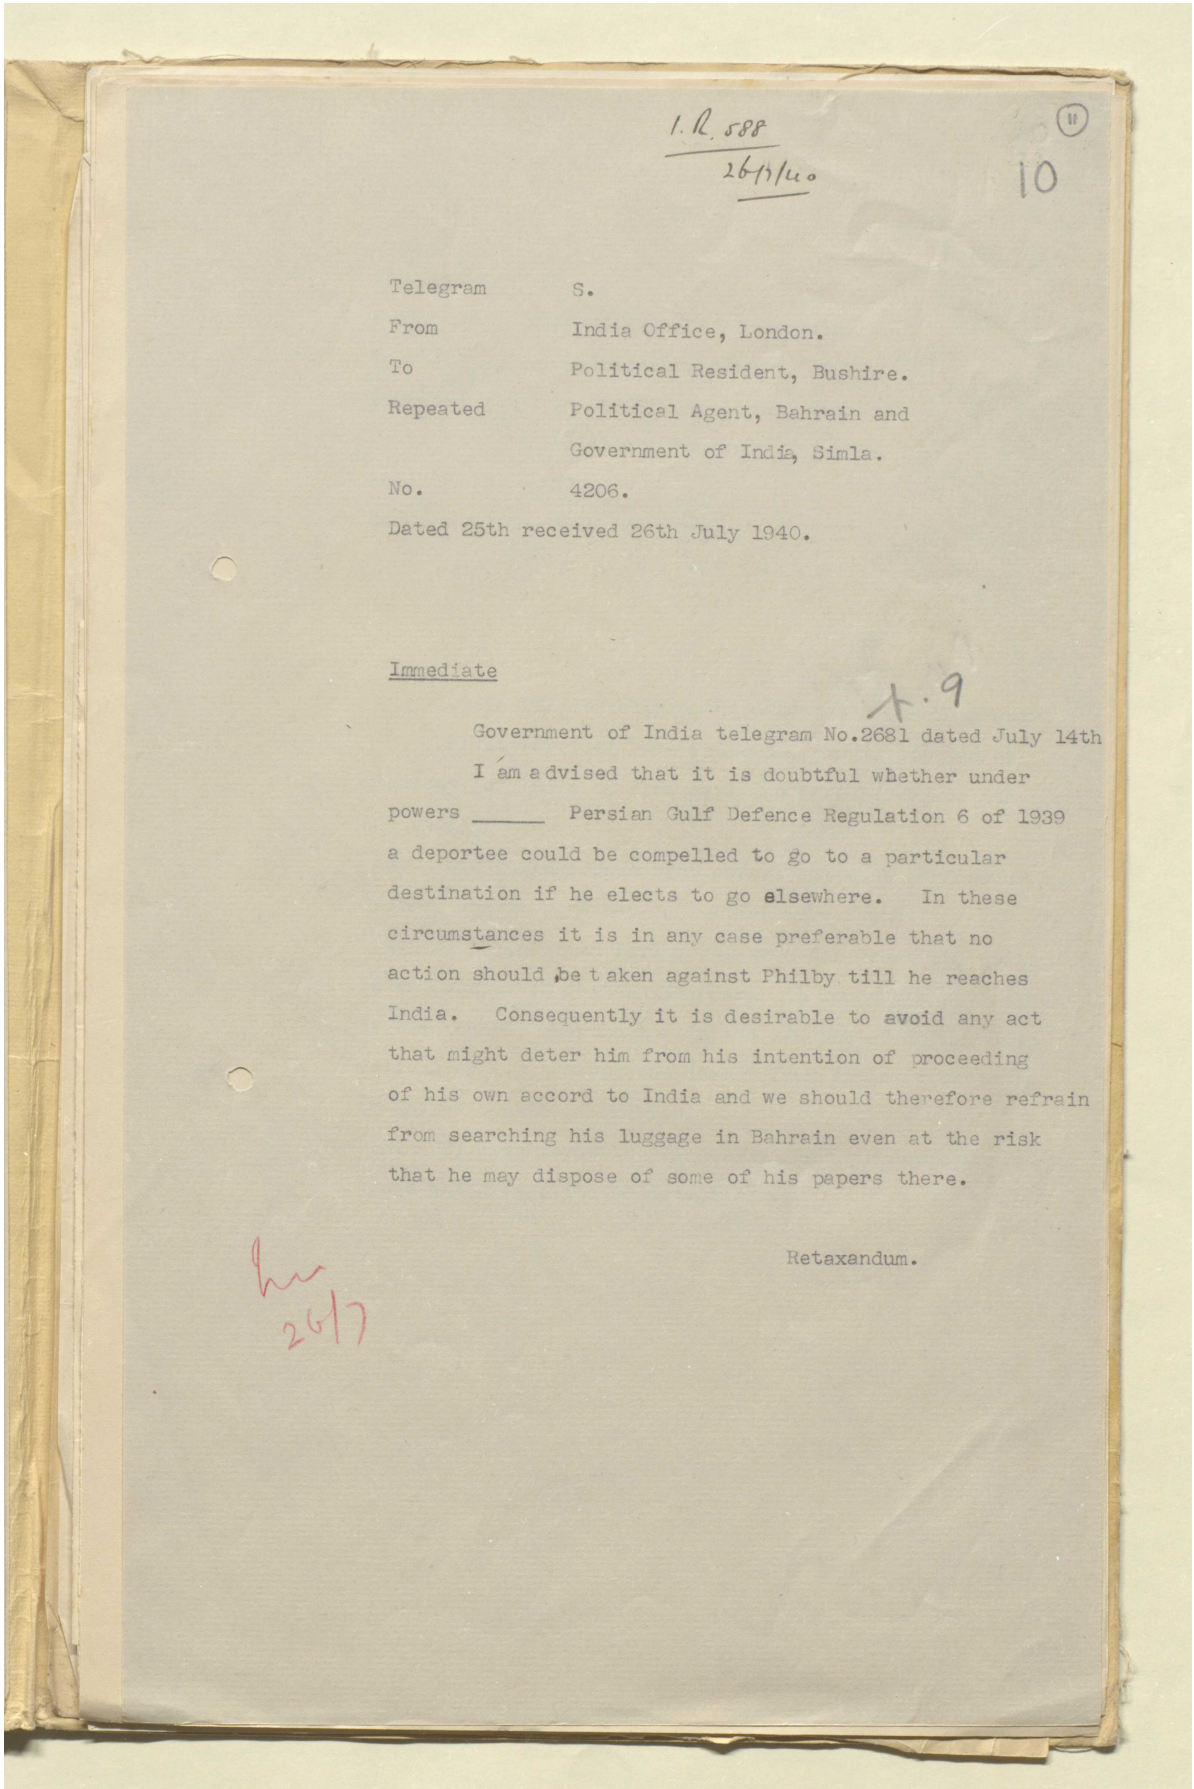 I.R. 588
26/7/40
11
10
Telegram S.
From India Office, London.
To Political Resident, Bushire.
Repeated Political Agent, Bahrain and
Government of India, Simla.
No. 4206.
Dated 25th received 26th July 1940.
Immediate
9
Government of India telegram No.2681 dated July 14th
I am advised that it is doubtful whether under
powers ______ Persian Gulf Defence Regulation 6 of 1939
a deportee could be compelled to go to a particular
destination if he elects to go elsewhere. In these
circumstances it is in any case preferable that no
action should be taken against Philby till he reaches
India. Consequently it is desirable to avoid any act
that might deter him from his intention of proceeding
of his own accord to India and we should therefore refrain
from searching his luggage in Bahrain even at the risk
that he may dispose of some of his papers there.
Retaxandum.
26/7